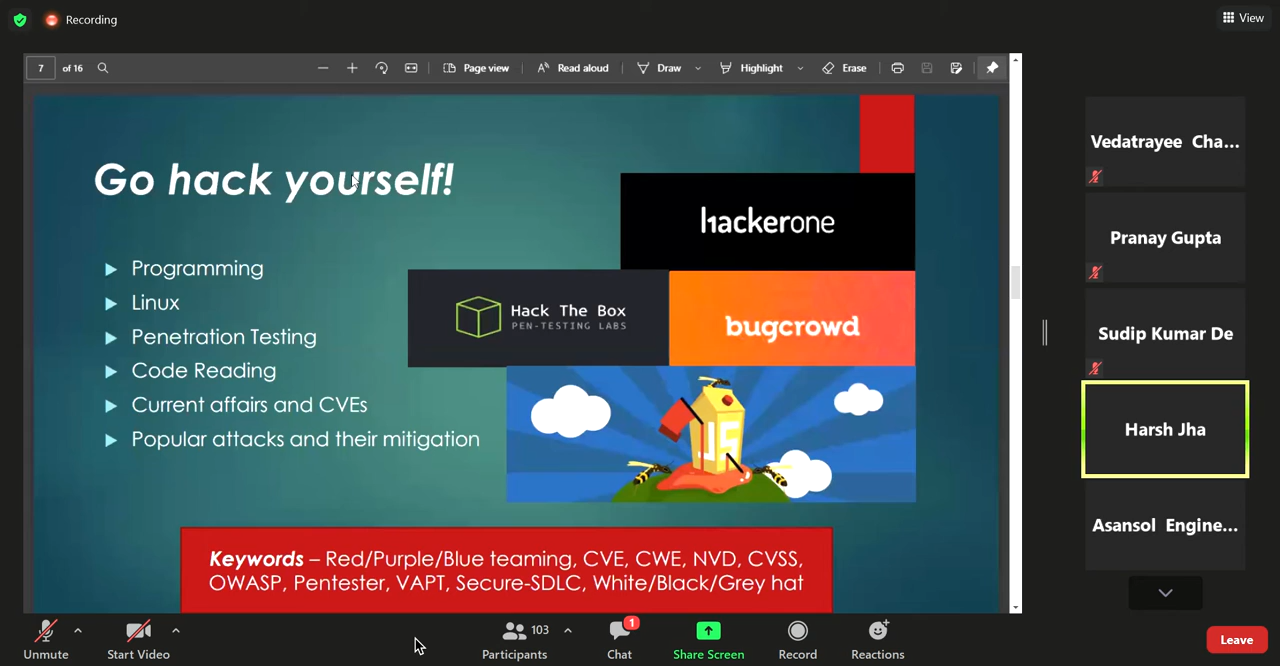 Recording
View
7 of 16
Page view
Read aloud
Draw
Highlight
Erase
Go hack yourself!
Programming
Linux
Penetration Testing
Code Reading
Current affairs and CVEs
Popular attacks and their mitigation
hackerone
Hack The Box
PEN-TESTING LABS
bugcrowd
JS
Keywords – Red/Purple/Blue teaming, CVE, CWE, NVD, CVSS,
OWASP, Pentester, VAPT, Secure-SDLC, White/Black/Grey hat
Vedatrayee Cha...
Pranay Gupta
Sudip Kumar De
Harsh Jha
Asansol Engine...
Unmute
Start Video
103
Participants
1
Chat
Share Screen
Record
Reactions
Leave